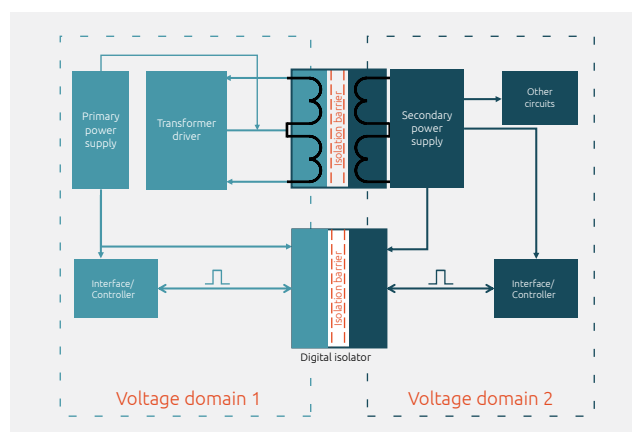 Primary
power
supply
Transformer
driver
Isolation barrier
Secondary
power
supply
Other
circuits
Interface/
Controller
Isolation barrier
Interface/
Controller
Digital isolator
Voltage domain 1
Voltage domain 2